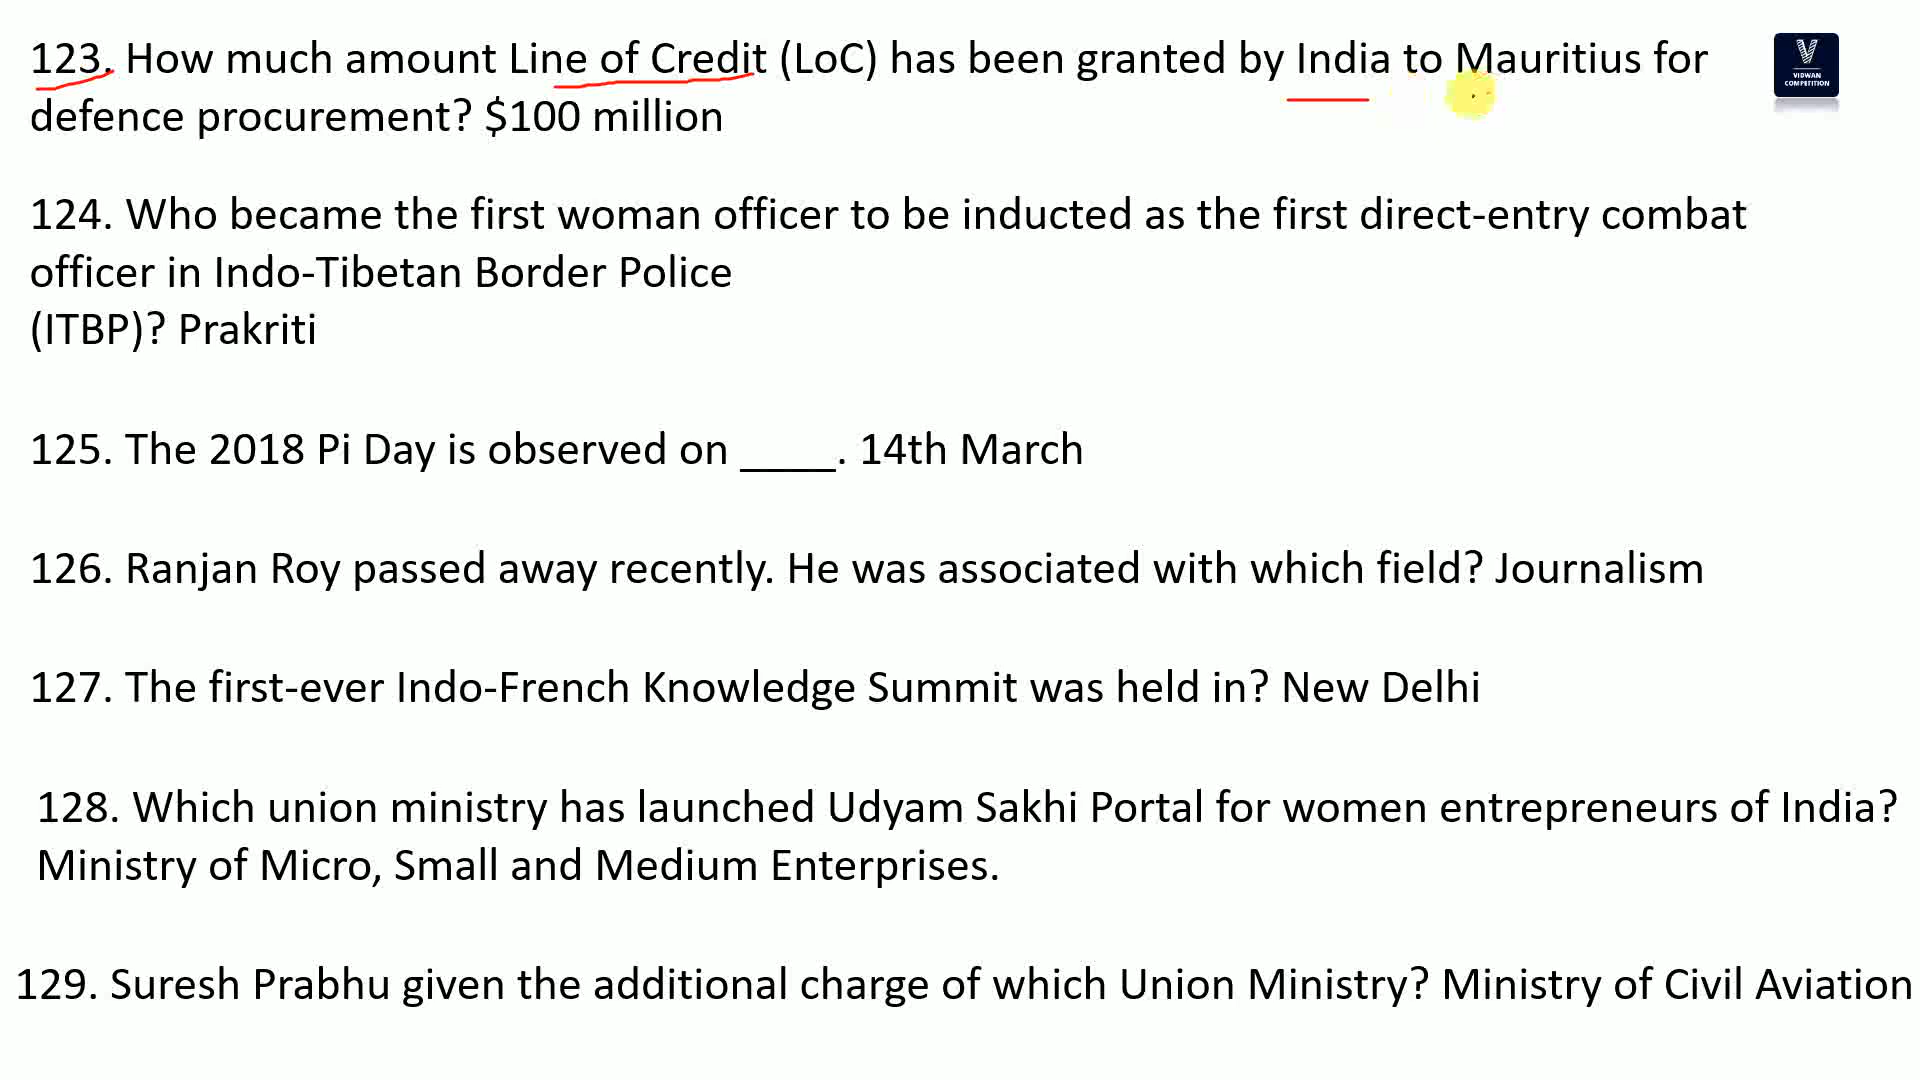 123. How much amount Line of Credit (LoC) has been granted by India to Mauritius for
defence procurement? $100 million
VIDWAN
COMPETITION
124. Who became the first woman officer to be inducted as the first direct-entry combat
officer in Indo-Tibetan Border Police
(ITBP)? Prakriti
125. The 2018 Pi Day is observed on ____. 14th March
126. Ranjan Roy passed away recently. He was associated with which field? Journalism
127. The first-ever Indo-French Knowledge Summit was held in? New Delhi
128. Which union ministry has launched Udyam Sakhi Portal for women entrepreneurs of India?
Ministry of Micro, Small and Medium Enterprises.
129. Suresh Prabhu given the additional charge of which Union Ministry? Ministry of Civil Aviation